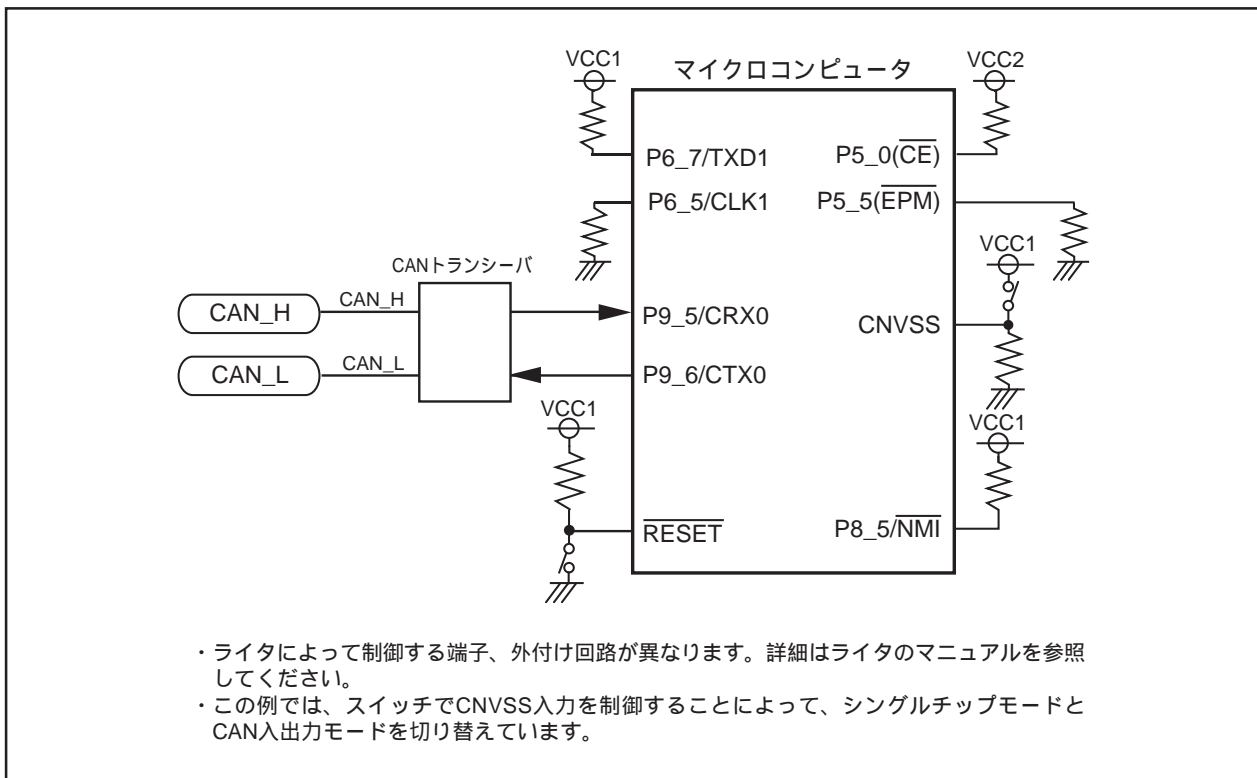 VCC1
マイクロコンピュータ
VCC2
P6_7/TXD1
P5_0(CE)
P6_5/CLK1
P5_5(EPM)
VCC1
CANトランシーバ
CAN_H
CAN_H
P9_5/CRX0
CNVSS
CAN_L
CAN_L
P9_6/CTX0
VCC1
VCC1
RESET
P8_5/NMI
・ライタによって制御する端子、外付け回路が異なります。詳細はライタのマニュアルを参照
してください。
・この例では、スイッチでCNVSS入力を制御することによって、シングルチップモードと
CAN入出力モードを切り替えています。